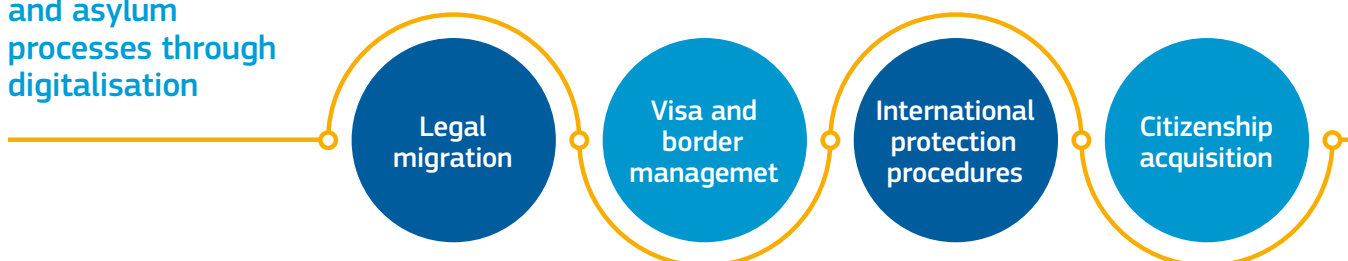 and asylum
processes through
digitalisation
Legal
migration
Visa and
border
managemet
International
protection
procedures
Citizenship
acquisition